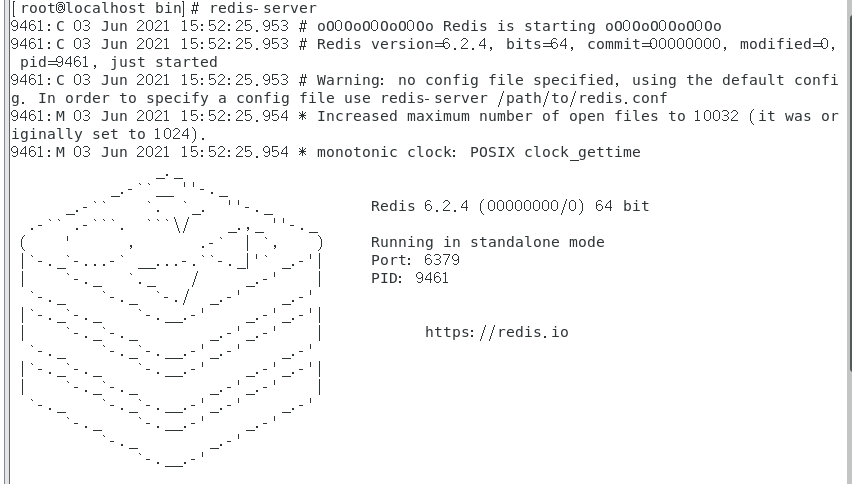 [root@localhost bin]# redis-server
9461:C 03 Jun 2021 15:52:25.953 # oO0OoO0OoO0Oo Redis is starting oO0OoO0OoO0Oo
9461:C 03 Jun 2021 15:52:25.953 # Redis version=6.2.4, bits=64, commit=00000000, modified=0,
 pid=9461, just started
9461:C 03 Jun 2021 15:52:25.953 # Warning: no config file specified, using the default confi
g. In order to specify a config file use redis-server /path/to/redis.conf
9461:M 03 Jun 2021 15:52:25.954 * Increased maximum number of open files to 10032 (it was or
iginally set to 1024).
9461:M 03 Jun 2021 15:52:25.954 * monotonic clock: POSIX clock_gettime
Redis 6.2.4 (00000000/0) 64 bit
Running in standalone mode
Port: 6379
PID: 9461
https://redis.io